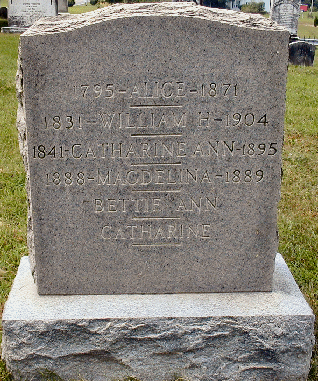 1795-ALICE-1871
1831-WILLIAM H-1904
1841-CATHARINE ANN-1895
1888-MAGDELINA-1889
BETTIE ANN
CATHARINE